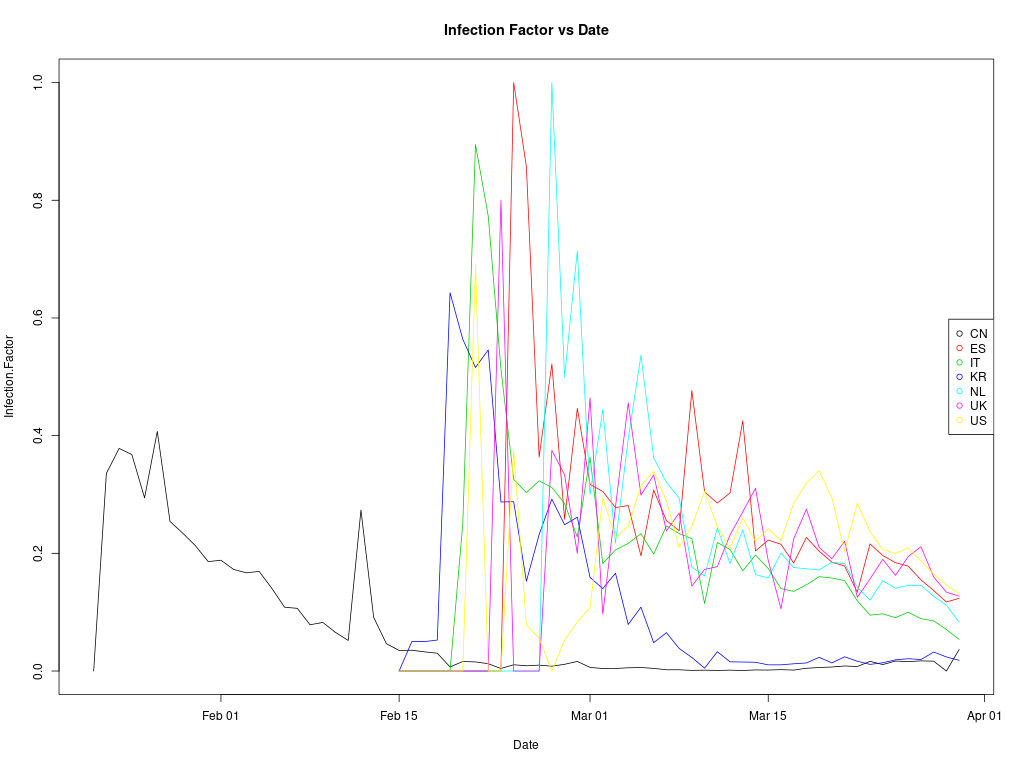 Infection Factor vs Date
Infection.Factor
1.0
0.8
0.6
0.4
0.2
0.0
Feb 01
Feb 15
Mar 01
Mar 15
Apr 01
Date
CN
ES
IT
KR
NL
UK
US